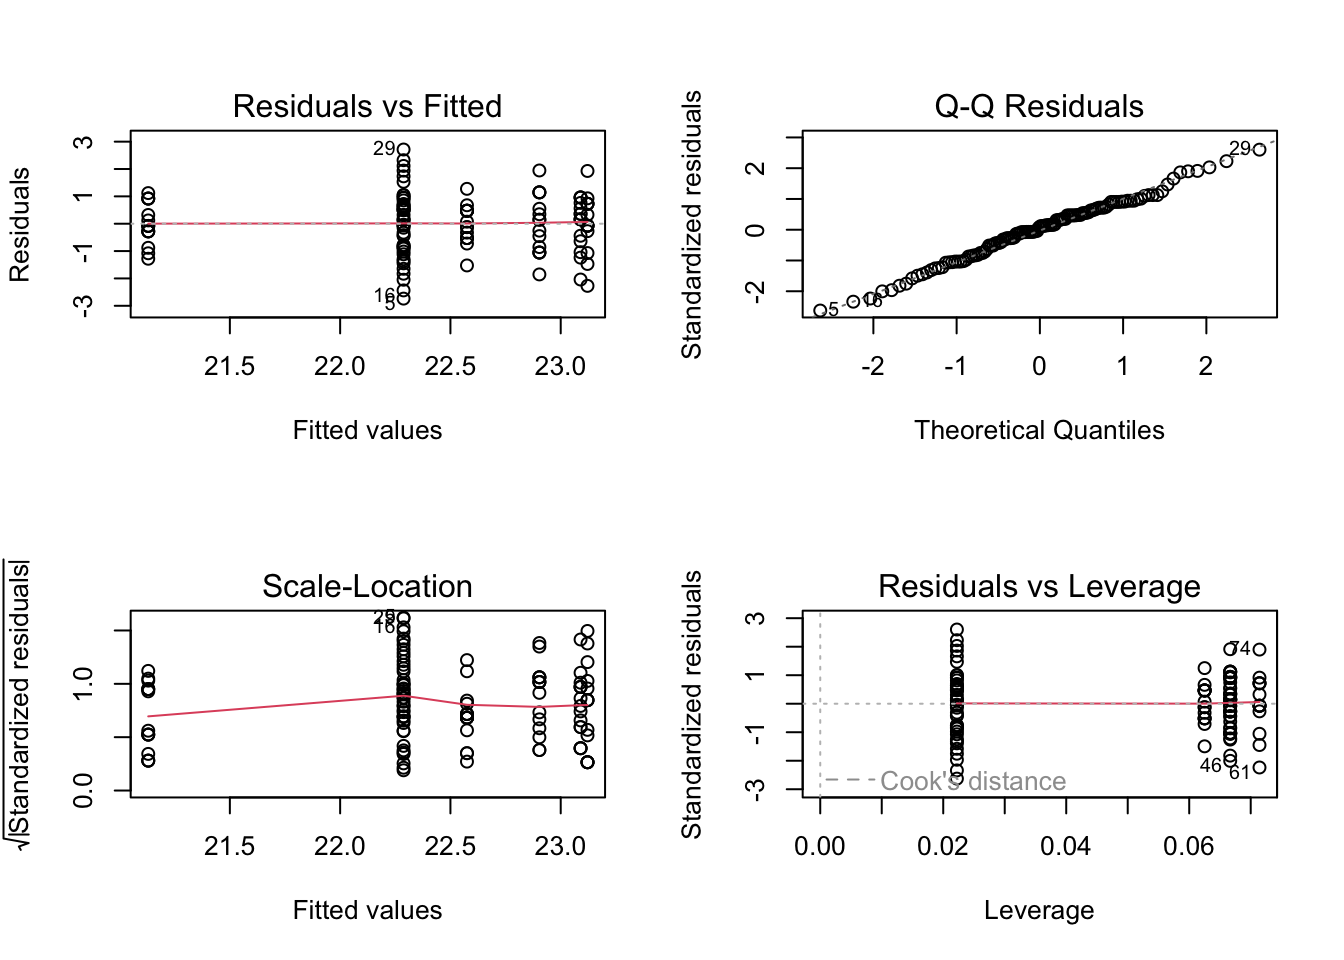 Residuals vs Fitted
Residuals
3
1
-1
-3
29
16
5
21.5 22.0 22.5 23.0
Fitted values
Q-Q Residuals
Standardized residuals
2
0
-2
29
16
5
-2 -1 0 1 2
Theoretical Quantiles
Scale-Location
√|Standardized residuals|
1.0
0.0
29
5
16
21.5 22.0 22.5 23.0
Fitted values
Residuals vs Leverage
Standardized residuals
3
1
-1
-3
74
46
61
Cook's distance
0.00 0.02 0.04 0.06
Leverage